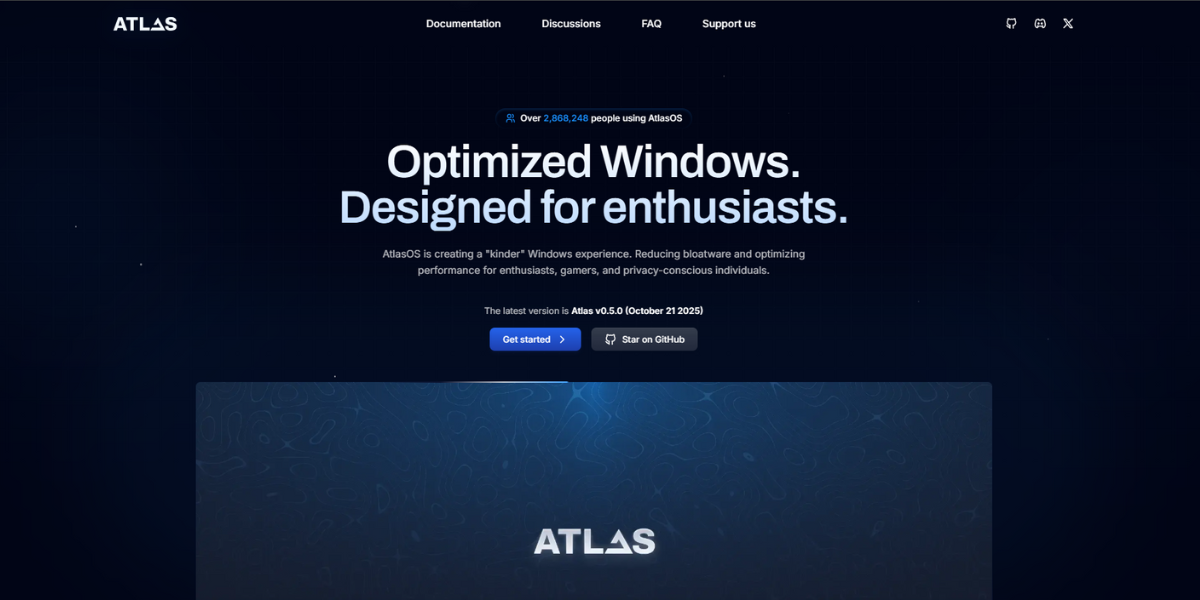 ATLAS
Documentation
Discussions
FAQ
Support us
Over 2,868,248 people using AtlasOS
Optimized Windows.
Designed for enthusiasts.
AtlasOS is creating a "kinder" Windows experience. Reducing bloatware and optimizing
performance for enthusiasts, gamers, and privacy-conscious individuals.
The latest version is Atlas v0.5.0 (October 21 2025)
Get started
Star on GitHub
ATLAS